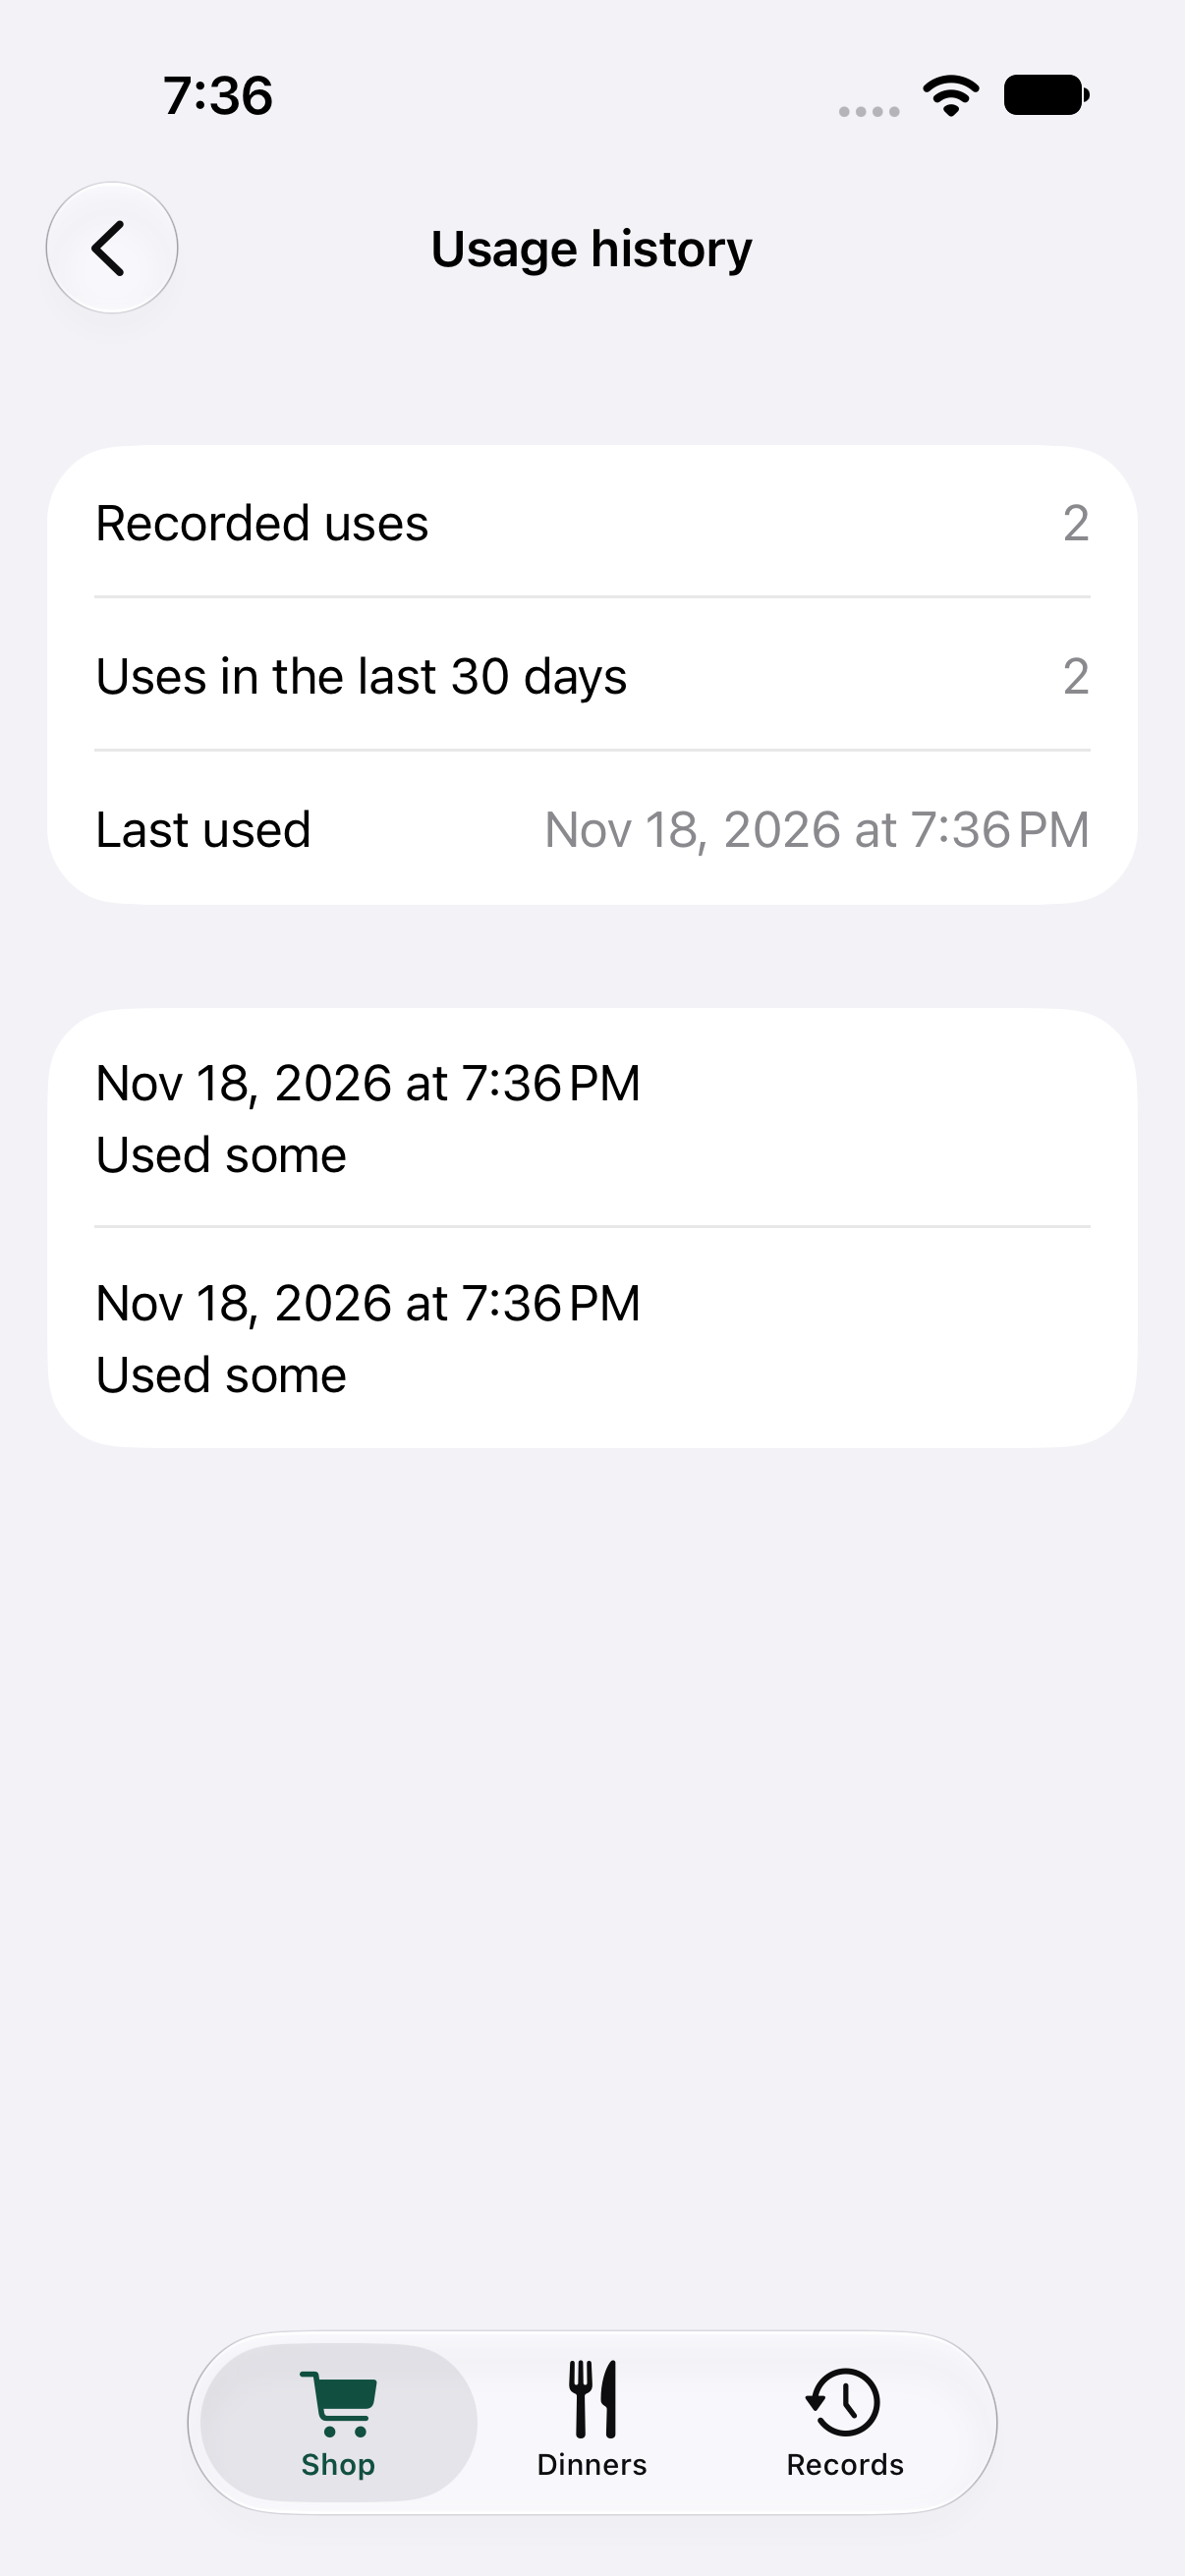 7:36
Usage history
Recorded uses 2
Uses in the last 30 days 2
Last used Nov 18, 2026 at 7:36 PM
Nov 18, 2026 at 7:36 PM
Used some
Nov 18, 2026 at 7:36 PM
Used some
Shop Dinners Records